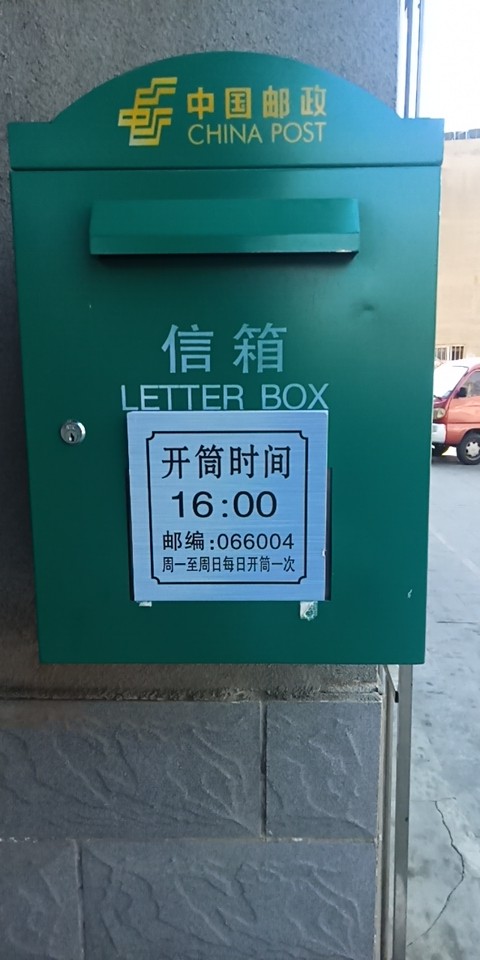 中国邮政
CHINA POST
信箱
LETTER BOX
开筒时间
16:00
邮编:066004
周一至周日每日开筒一次